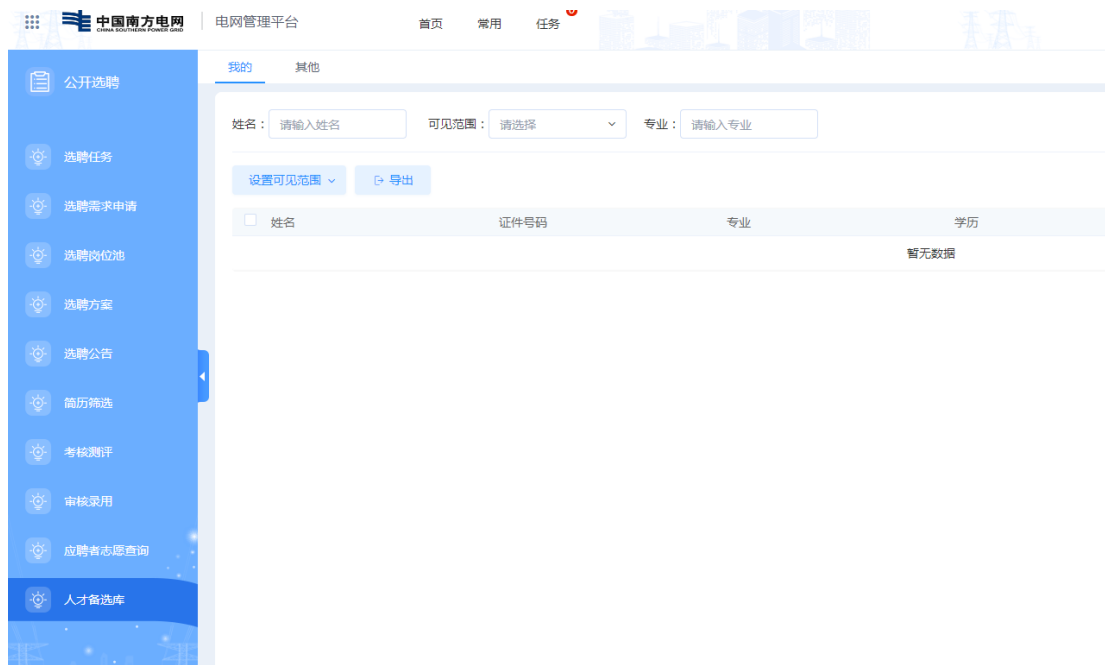 中国南方电网
CHINA SOUTHERN POWER GRID
电网管理平台
首页 常用 任务 0
公开选聘
选聘任务
选聘需求申请
选聘岗位池
选聘方案
选聘公告
简历筛选
考核测评
审核录用
应聘者志愿查询
人才备选库
我的 其他
姓名： 请输入姓名 可见范围： 请选择 专业： 请输入专业
设置可见范围 导出
姓名 证件号码 专业 学历
暂无数据